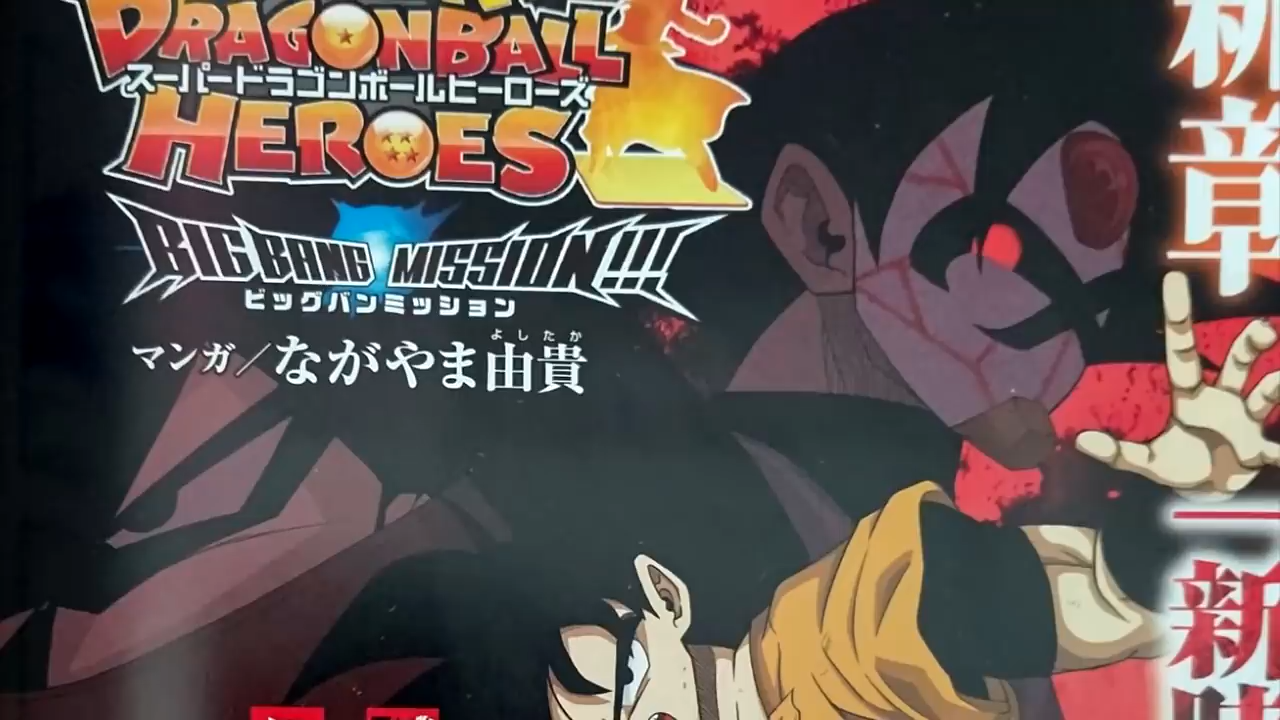 DRAGONBALL
スーパードラゴンボールヒーローズ
HEROES
BIG BANG MISSION!!!
ビッグバンミッション
よしたか
マンガ/ながやま由貴
新章
新